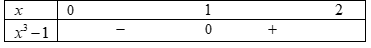 x 0 1 2
x³ – 1 – 0 +